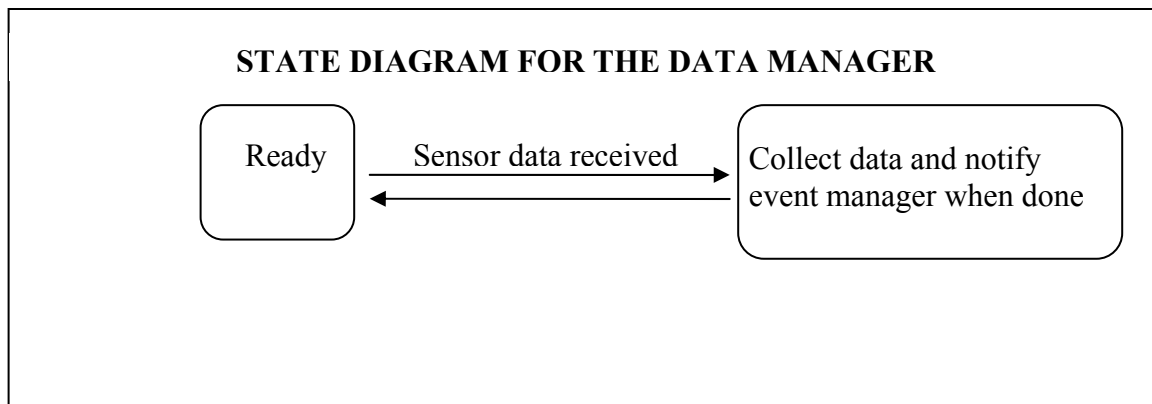 STATE DIAGRAM FOR THE DATA MANAGER
Ready
Sensor data received
Collect data and notify
event manager when done